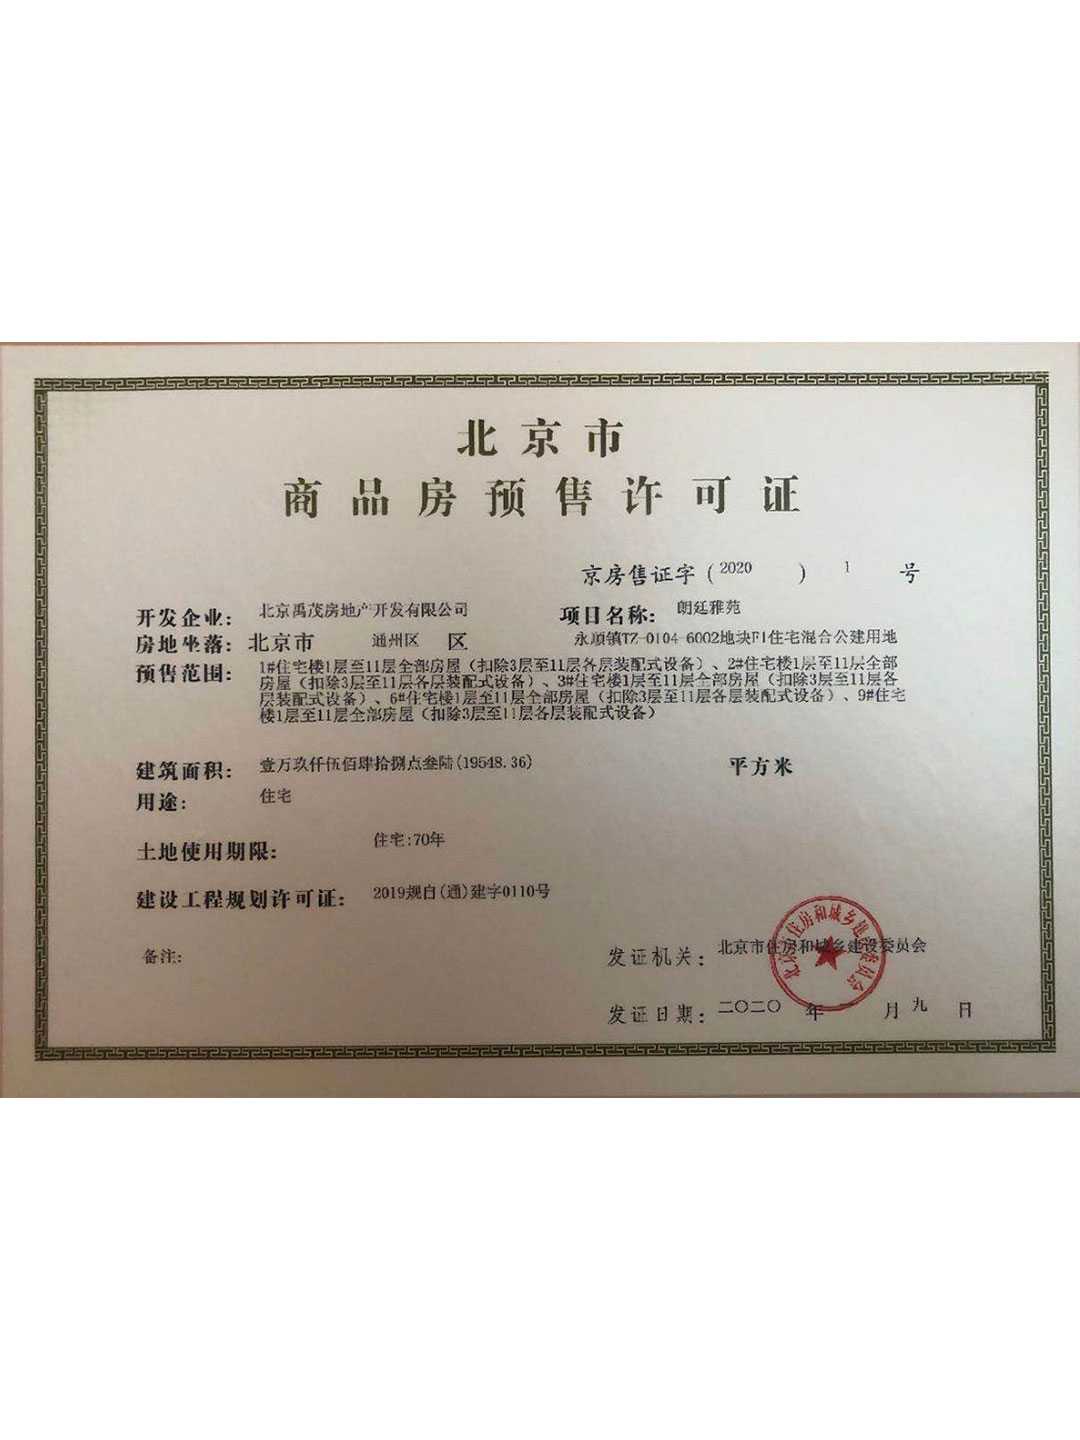 北京市
商品房预售许可证
京房售证字(2020)1号
开发企业:北京禹茂房地产开发有限公司 项目名称:朗廷雅苑
房地坐落:北京市 通州区 区 永顺镇TZ-0104-6002地块F1住宅混合公建用地
预售范围:1#住宅楼1层至11层全部房屋(扣除3层至11层各层装配式设备)、2#住宅楼1层至11层全部
房屋(扣除3层至11层各层装配式设备)、3#住宅楼1层至11层全部房屋(扣除3层至11层各
层装配式设备)、6#住宅楼1层至11层全部房屋(扣除3层至11层各层装配式设备)、9#住宅
楼1层至11层全部房屋(扣除3层至11层各层装配式设备)
建筑面积:壹万玖仟伍佰肆拾捌点叁陆(19548.36) 平方米
用途:住宅
土地使用期限:住宅:70年
建设工程规划许可证:2019规自(通)建字0110号
备注:
发证机关:北京市住房和城乡建设委员会
发证日期:二〇二〇 年 一 月 九 日
北京市住房和城乡建设委员会